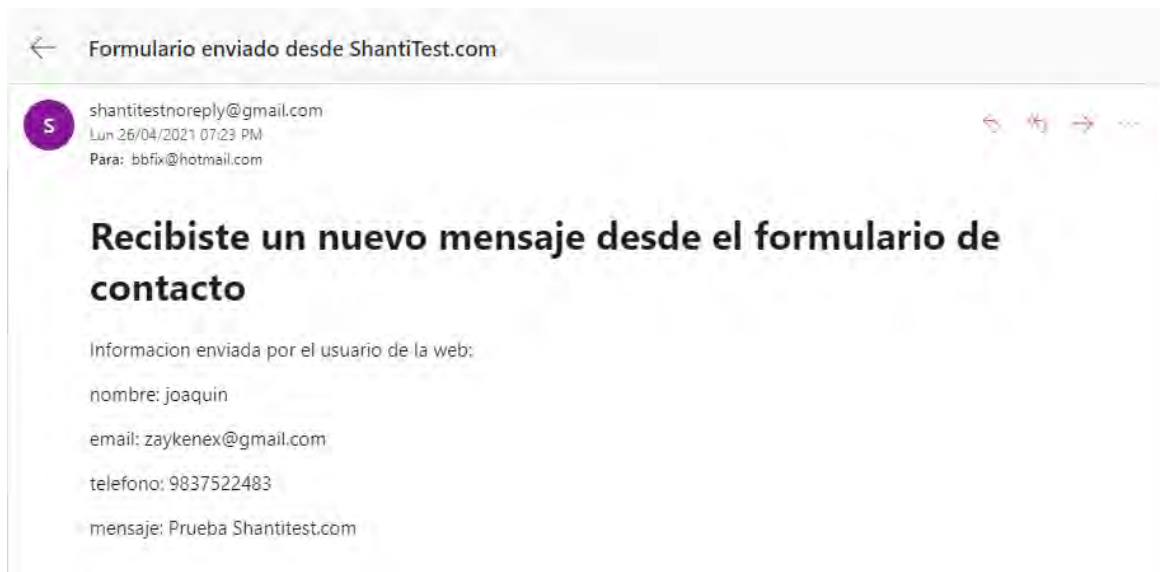 Formulario enviado desde ShantiTest.com
S
shantitestnoreply@gmail.com
Lun 26/04/2021 07:23 PM
Para: bbfix@hotmail.com
Recibiste un nuevo mensaje desde el formulario de
contacto
Informacion enviada por el usuario de la web:
nombre: joaquin
email: zaykenex@gmail.com
telefono: 9837522483
mensaje: Prueba Shantitest.com